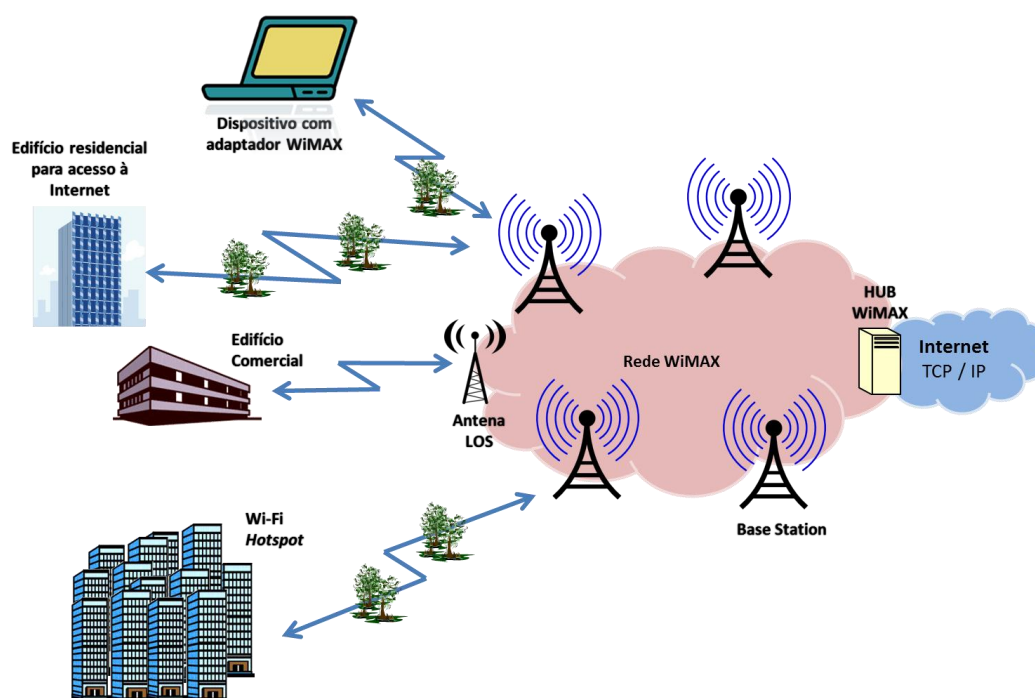 Dispositivo com
adaptador WiMAX
Edifício residencial
para acesso à
Internet
HUB
WiMAX
Internet
TCP / IP
Edifício
Comercial
Rede WiMAX
Antena
LOS
Wi-Fi
Hotspot
Base Station